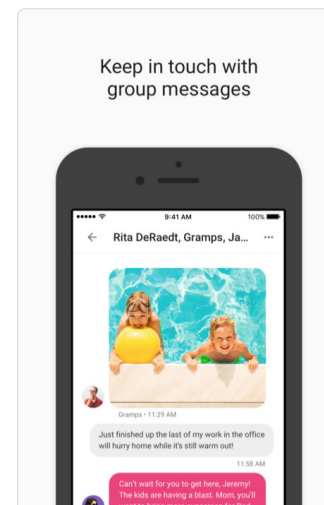 Keep in touch with
group messages
9:41 AM
100%
Rita DeRaedt, Gramps, Ja...
Gramps • 11:29 AM
Just finished up the last of my work in the office
will hurry home while it's still warm out!
11:58 AM
Can't wait for you to get here, Jeremy!
The kids are having a blast. Mom, you'll